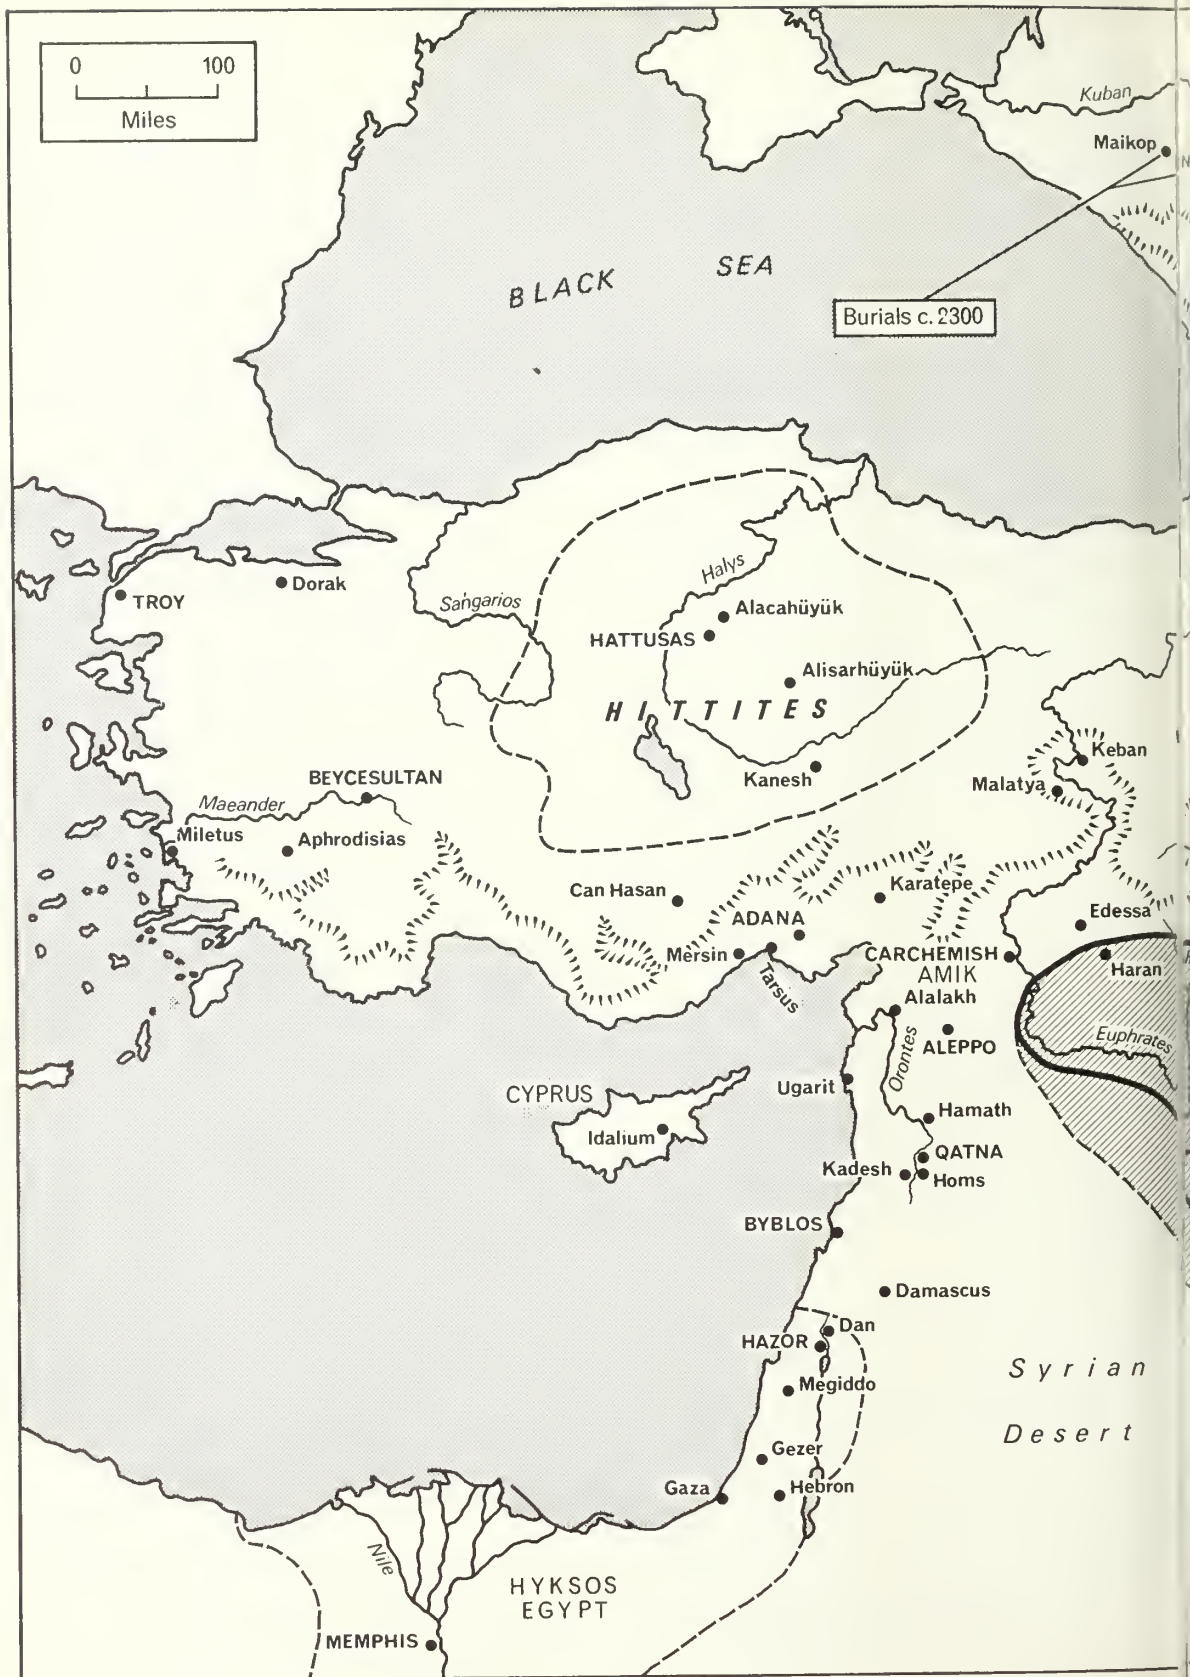 0 100
Miles
Kuban
Maikop
N
BLACK SEA
Burials c. 2300
Halys
Dorak
TROY
Sangarios
Alacahüyük
HATTUSAS
Alisarhüyük
HITTITES
Keban
Kanesh
Malatya
BEYCESULTAN
Maeander
Miletus
Aphrodisias
Can Hasan
Karatepe
Edessa
ADANA
Mersin
CARCHEMISH
Haran
AMIK
Tarsus
Alalakh
Orontes
Euphrates
ALEPPO
Ugarit
CYPRUS
Hamath
Idalium
QATNA
Kadesh
Homs
BYBLOS
Damascus
Dan
HAZOR
Syrian
Megiddo
Desert
Gezer
Gaza
Hebron
Nile
HYKSOS
EGYPT
MEMPHIS